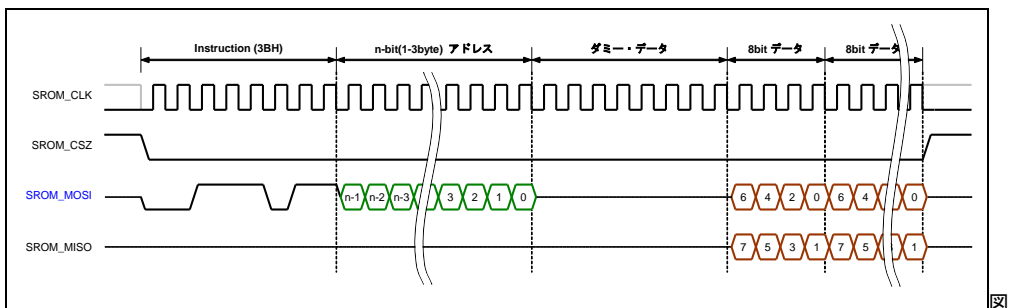 Instruction (3BH) n-bit(1-3byte) アドレス ダミー・データ 8bit データ 8bit データ
SROM_CLK
SROM_CSZ
SROM_MOSI n-1 n-2 n-3 3 2 1 0 6 4 2 0 6 4 0
SROM_MISO 7 5 3 1 7 5 1
図